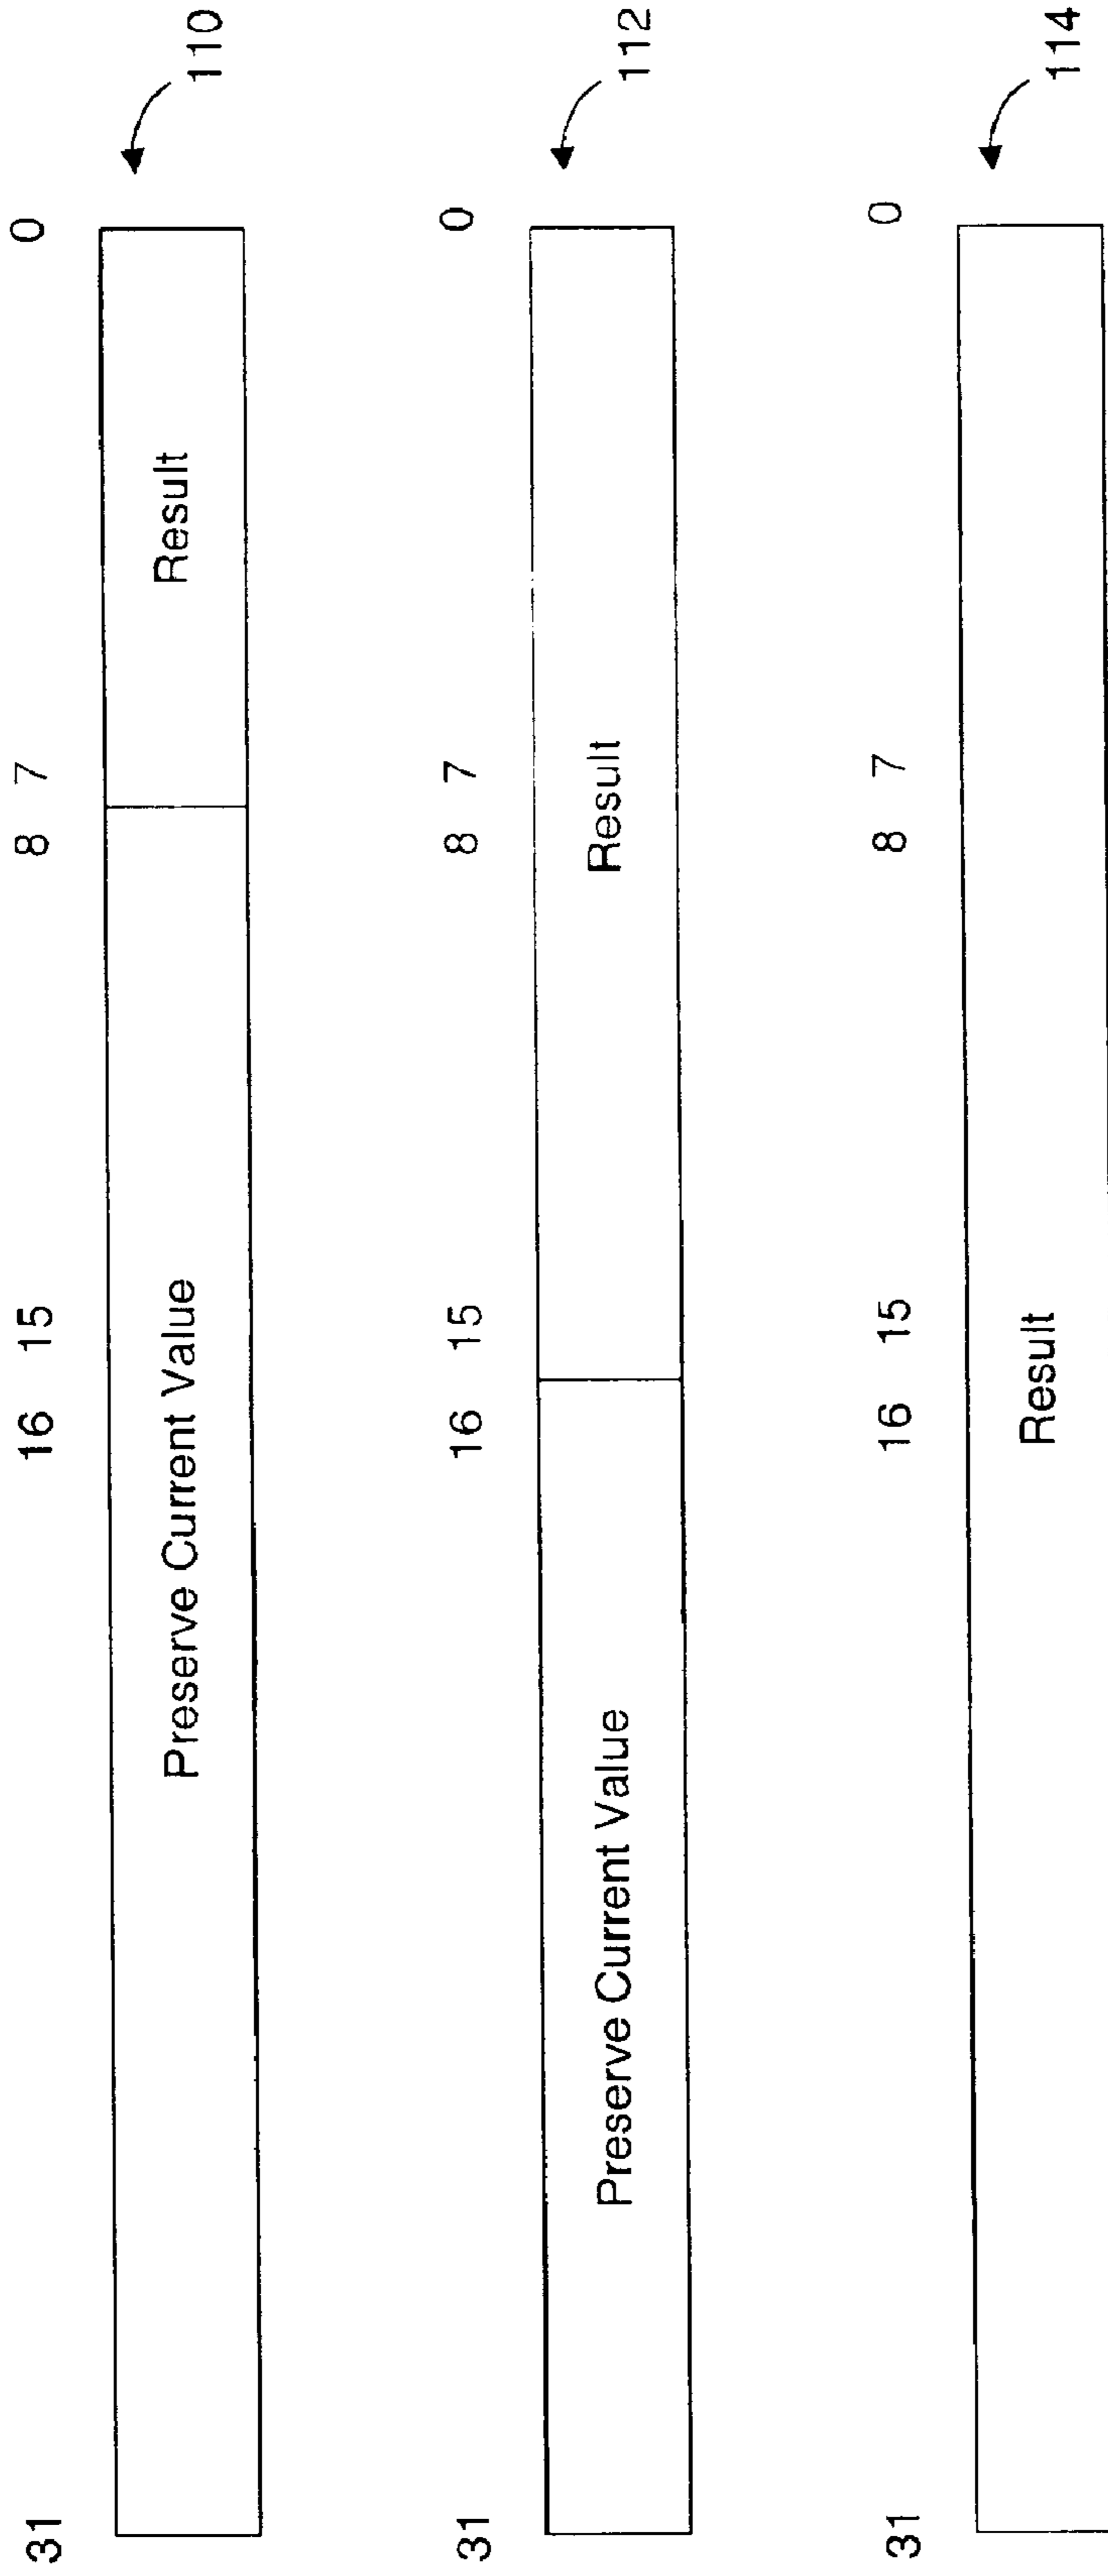 31 16 15 8 7 0
Preserve Current Value Result
110
31 16 15 8 7 0
Preserve Current Value Result
112
31 16 15 8 7 0
Result
114